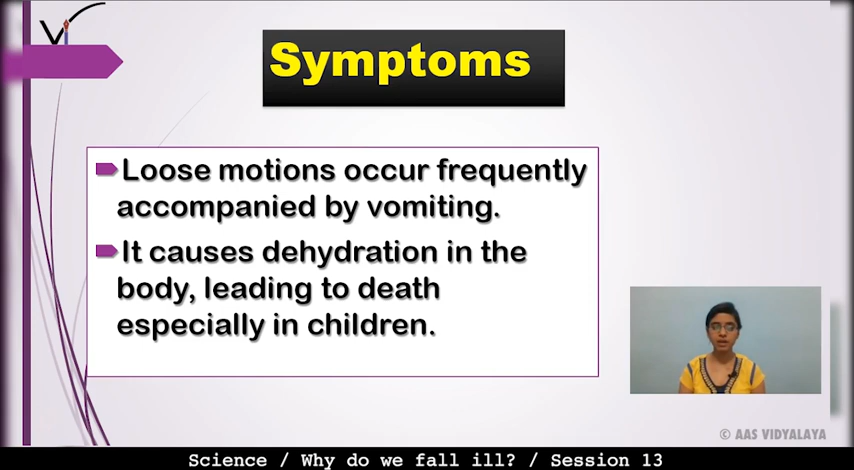 Vi
Symptoms
Loose motions occur frequently
accompanied by vomiting.
It causes dehydration in the
body, leading to death
especially in children.
© AAS VIDYALAYA
Science / Why do we fall ill? / Session 13